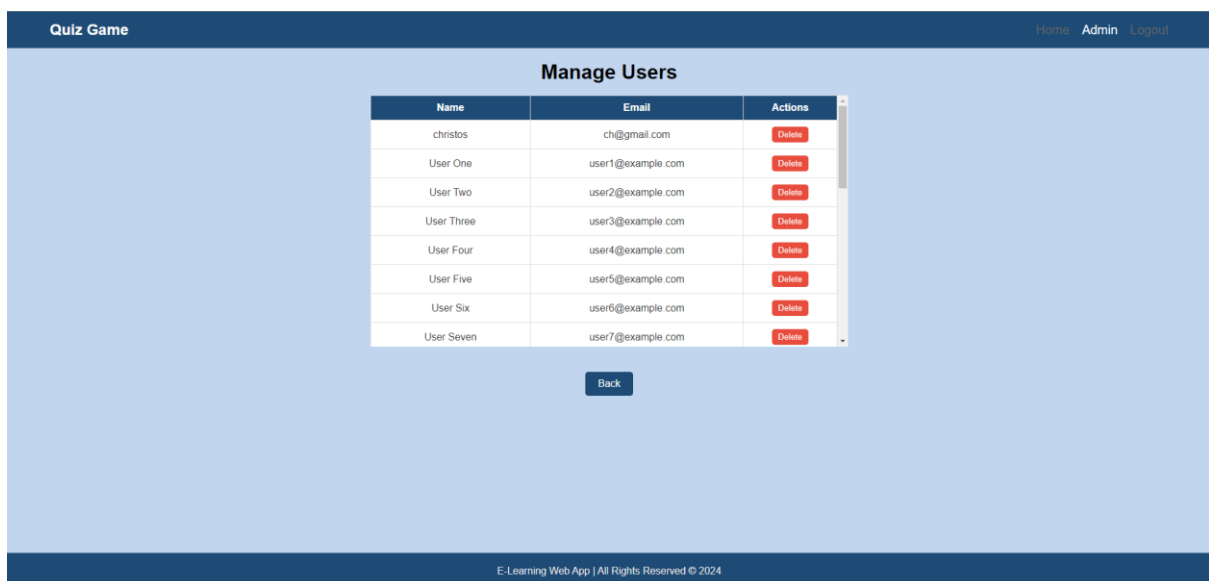 Quiz Game Home Admin Logout
Manage Users
Name Email Actions
christos ch@gmail.com Delete
User One user1@example.com Delete
User Two user2@example.com Delete
User Three user3@example.com Delete
User Four user4@example.com Delete
User Five user5@example.com Delete
User Six user6@example.com Delete
User Seven user7@example.com Delete
Back
E-Learning Web App | All Rights Reserved © 2024